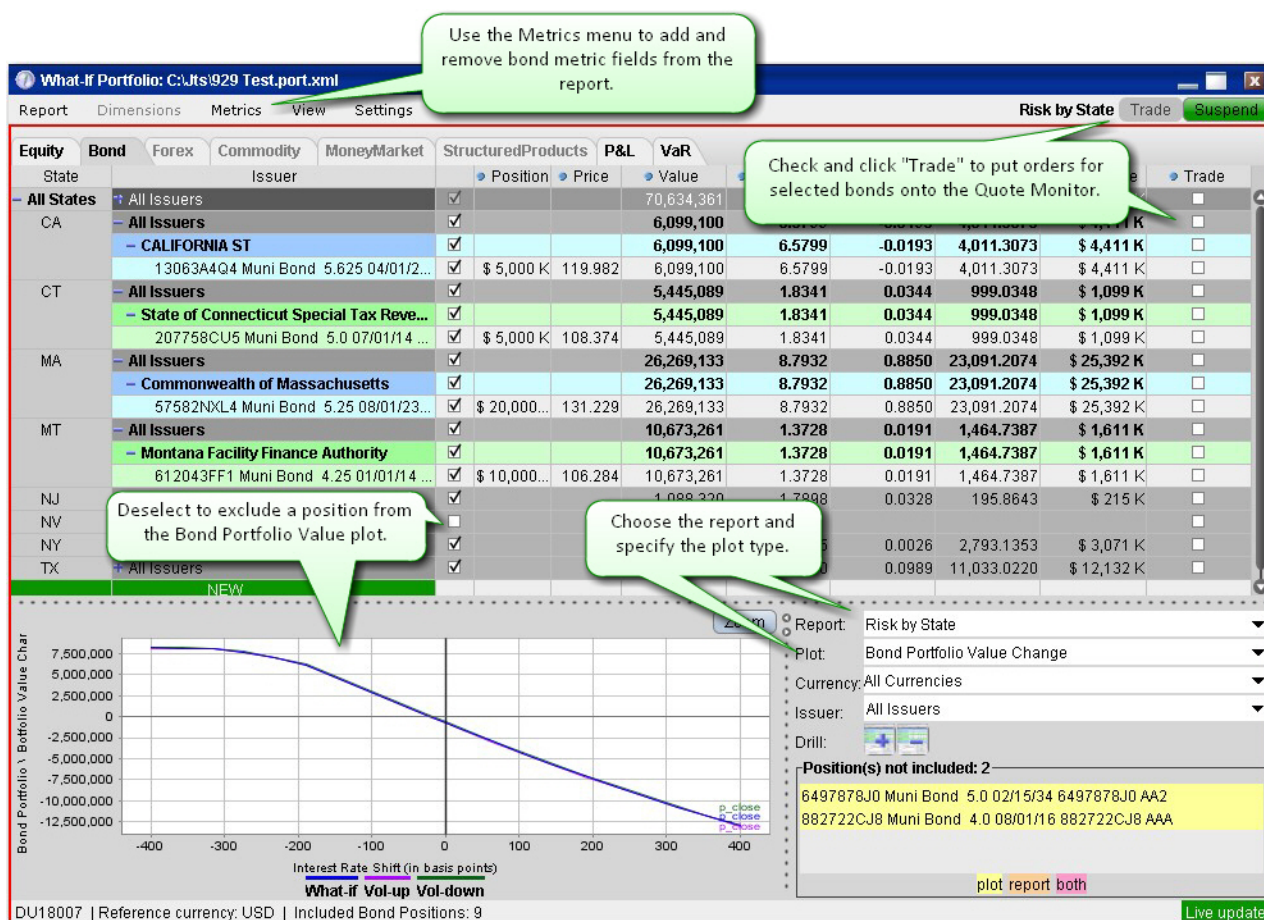 Use the Metrics menu to add and
remove bond metric fields from the
report.
What-If Portfolio: C:\Jts\929 Test.port.xml
Report Dimensions Metrics View Settings
Risk by State Trade Suspend
Equity Bond Forex Commodity MoneyMarket StructuredProducts P&L VaR
Check and click "Trade" to put orders for
selected bonds onto the Quote Monitor.
State Issuer Position Price Value Trade
All States All Issuers 70,634,361
CA All Issuers 6,099,100 6.5799 -0.0193 4,011.3073 $ 4,411 K
CALIFORNIA ST 6,099,100 6.5799 -0.0193 4,011.3073 $ 4,411 K
13063A4Q4 Muni Bond 5.625 04/01/2... $ 5,000 K 119.982 6,099,100 6.5799 -0.0193 4,011.3073 $ 4,411 K
CT All Issuers 5,445,089 1.8341 0.0344 999.0348 $ 1,099 K
State of Connecticut Special Tax Reve... 5,445,089 1.8341 0.0344 999.0348 $ 1,099 K
207758CU5 Muni Bond 5.0 07/01/14 ... $ 5,000 K 108.374 5,445,089 1.8341 0.0344 999.0348 $ 1,099 K
MA All Issuers 26,269,133 8.7932 0.8850 23,091.2074 $ 25,392 K
Commonwealth of Massachusetts 26,269,133 8.7932 0.8850 23,091.2074 $ 25,392 K
57582NXL4 Muni Bond 5.25 08/01/23... $ 20,000... 131.229 26,269,133 8.7932 0.8850 23,091.2074 $ 25,392 K
MT All Issuers 10,673,261 1.3728 0.0191 1,464.7387 $ 1,611 K
Montana Facility Finance Authority 10,673,261 1.3728 0.0191 1,464.7387 $ 1,611 K
612043FF1 Muni Bond 4.25 01/01/14 ... $ 10,000... 106.284 10,673,261 1.3728 0.0191 1,464.7387 $ 1,611 K
NJ 1,088,320 1.7898 0.0328 195.8643 $ 215 K
NV
NY 0.0026 2,793.1353 $ 3,071 K
TX All Issuers 0.0989 11,033.0220 $ 12,132 K
NEW
Deselect to exclude a position from
the Bond Portfolio Value plot.
Choose the report and
specify the plot type.
Zoom
7,500,000
5,000,000
2,500,000
0
-2,500,000
-5,000,000
-7,500,000
-10,000,000
-12,500,000
p_close
p_close
p_close
-400 -300 -200 -100 0 100 200 300 400
Interest Rate Shift (in basis points)
What-if Vol-up Vol-down
Report: Risk by State
Plot: Bond Portfolio Value Change
Currency: All Currencies
Issuer: All Issuers
Drill:
Position(s) not included: 2
6497878J0 Muni Bond 5.0 02/15/34 6497878J0 AA2
882722CJ8 Muni Bond 4.0 08/01/16 882722CJ8 AAA
plot report both
DU18007 | Reference currency: USD | Included Bond Positions: 9
Live update